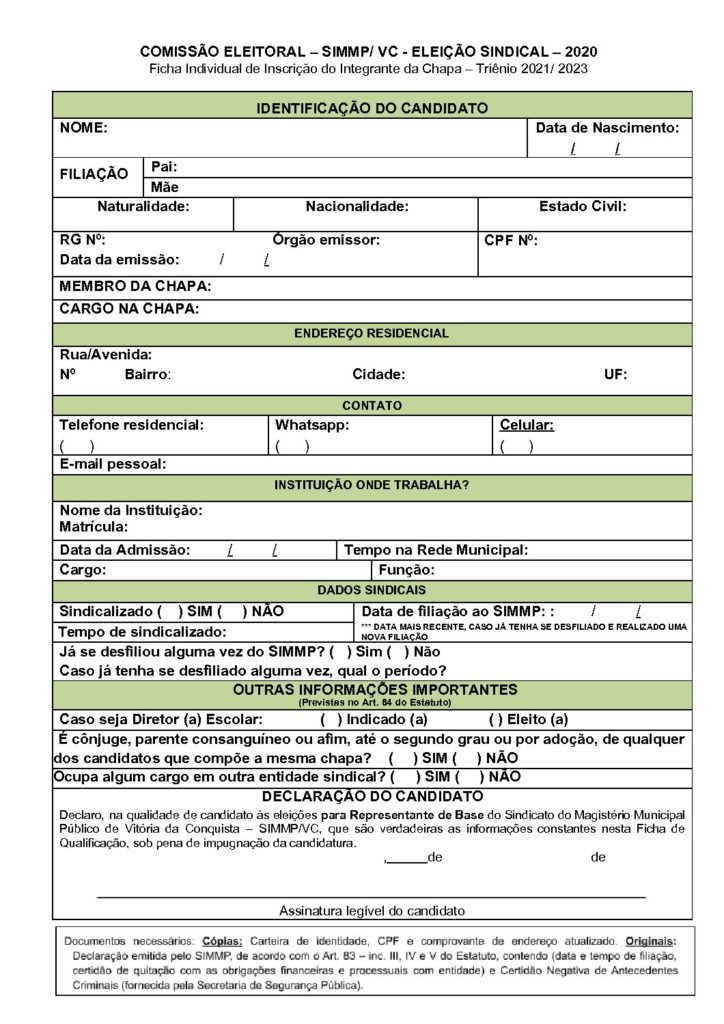 COMISSÃO ELEITORAL – SIMMP/ VC - ELEIÇÃO SINDICAL – 2020
Ficha Individual de Inscrição do Integrante da Chapa – Triênio 2021/ 2023
IDENTIFICAÇÃO DO CANDIDATO
NOME: Data de Nascimento:
/ /
FILIAÇÃO Pai:
Mãe
Naturalidade: Nacionalidade: Estado Civil:
RG Nº: Órgão emissor: CPF Nº:
Data da emissão: / /
MEMBRO DA CHAPA:
CARGO NA CHAPA:
ENDEREÇO RESIDENCIAL
Rua/Avenida:
Nº Bairro: Cidade: UF:
CONTATO
Telefone residencial: Whatsapp: Celular:
( ) ( ) ( )
E-mail pessoal:
INSTITUIÇÃO ONDE TRABALHA?
Nome da Instituição:
Matrícula:
Data da Admissão: / / Tempo na Rede Municipal:
Cargo: Função:
DADOS SINDICAIS
Sindicalizado ( ) SIM ( ) NÃO Data de filiação ao SIMMP: : / /
Tempo de sindicalizado: *** DATA MAIS RECENTE, CASO JÁ TENHA SE DESFILIADO E REALIZADO UMA
NOVA FILIAÇÃO
Já se desfiliou alguma vez do SIMMP? ( ) Sim ( ) Não
Caso já tenha se desfiliado alguma vez, qual o período?
OUTRAS INFORMAÇÕES IMPORTANTES
(Previstas no Art. 84 do Estatuto)
Caso seja Diretor (a) Escolar: ( ) Indicado (a) ( ) Eleito (a)
É cônjuge, parente consanguíneo ou afim, até o segundo grau ou por adoção, de qualquer
dos candidatos que compõe a mesma chapa? ( ) SIM ( ) NÃO
Ocupa algum cargo em outra entidade sindical? ( ) SIM ( ) NÃO
DECLARAÇÃO DO CANDIDATO
Declaro, na qualidade de candidato às eleições para Representante de Base do Sindicato do Magistério Municipal
Público de Vitória da Conquista – SIMMP/VC, que são verdadeiras as informações constantes nesta Ficha de
Qualificação, sob pena de impugnação da candidatura.
,______de de
Assinatura legível do candidato
Documentos necessários: Cópias: Carteira de identidade, CPF e comprovante de endereço atualizado. Originais:
Declaração emitida pelo SIMMP, de acordo com o Art. 83 – inc. III, IV e V do Estatuto, contendo (data e tempo de filiação,
certidão de quitação com as obrigações financeiras e processuais com entidade) e Certidão Negativa de Antecedentes
Criminais (fornecida pela Secretaria de Segurança Pública).